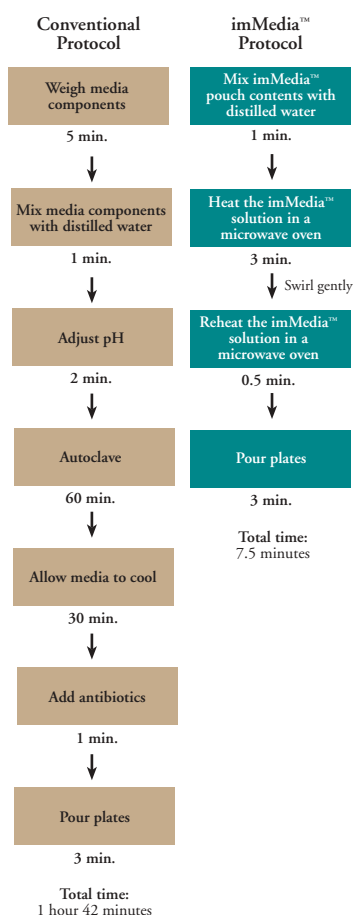 Conventional
Protocol
Weigh media
components
5 min.
Mix media components
with distilled water
1 min.
Adjust pH
2 min.
Autoclave
60 min.
Allow media to cool
30 min.
Add antibiotics
1 min.
Pour plates
3 min.
Total time:
1 hour 42 minutes
imMedia™
Protocol
Mix imMedia™
pouch contents with
distilled water
1 min.
Heat the imMedia™
solution in a
microwave oven
3 min.
Swirl gently
Reheat the imMedia™
solution in a
microwave oven
0.5 min.
Pour plates
3 min.
Total time:
7.5 minutes